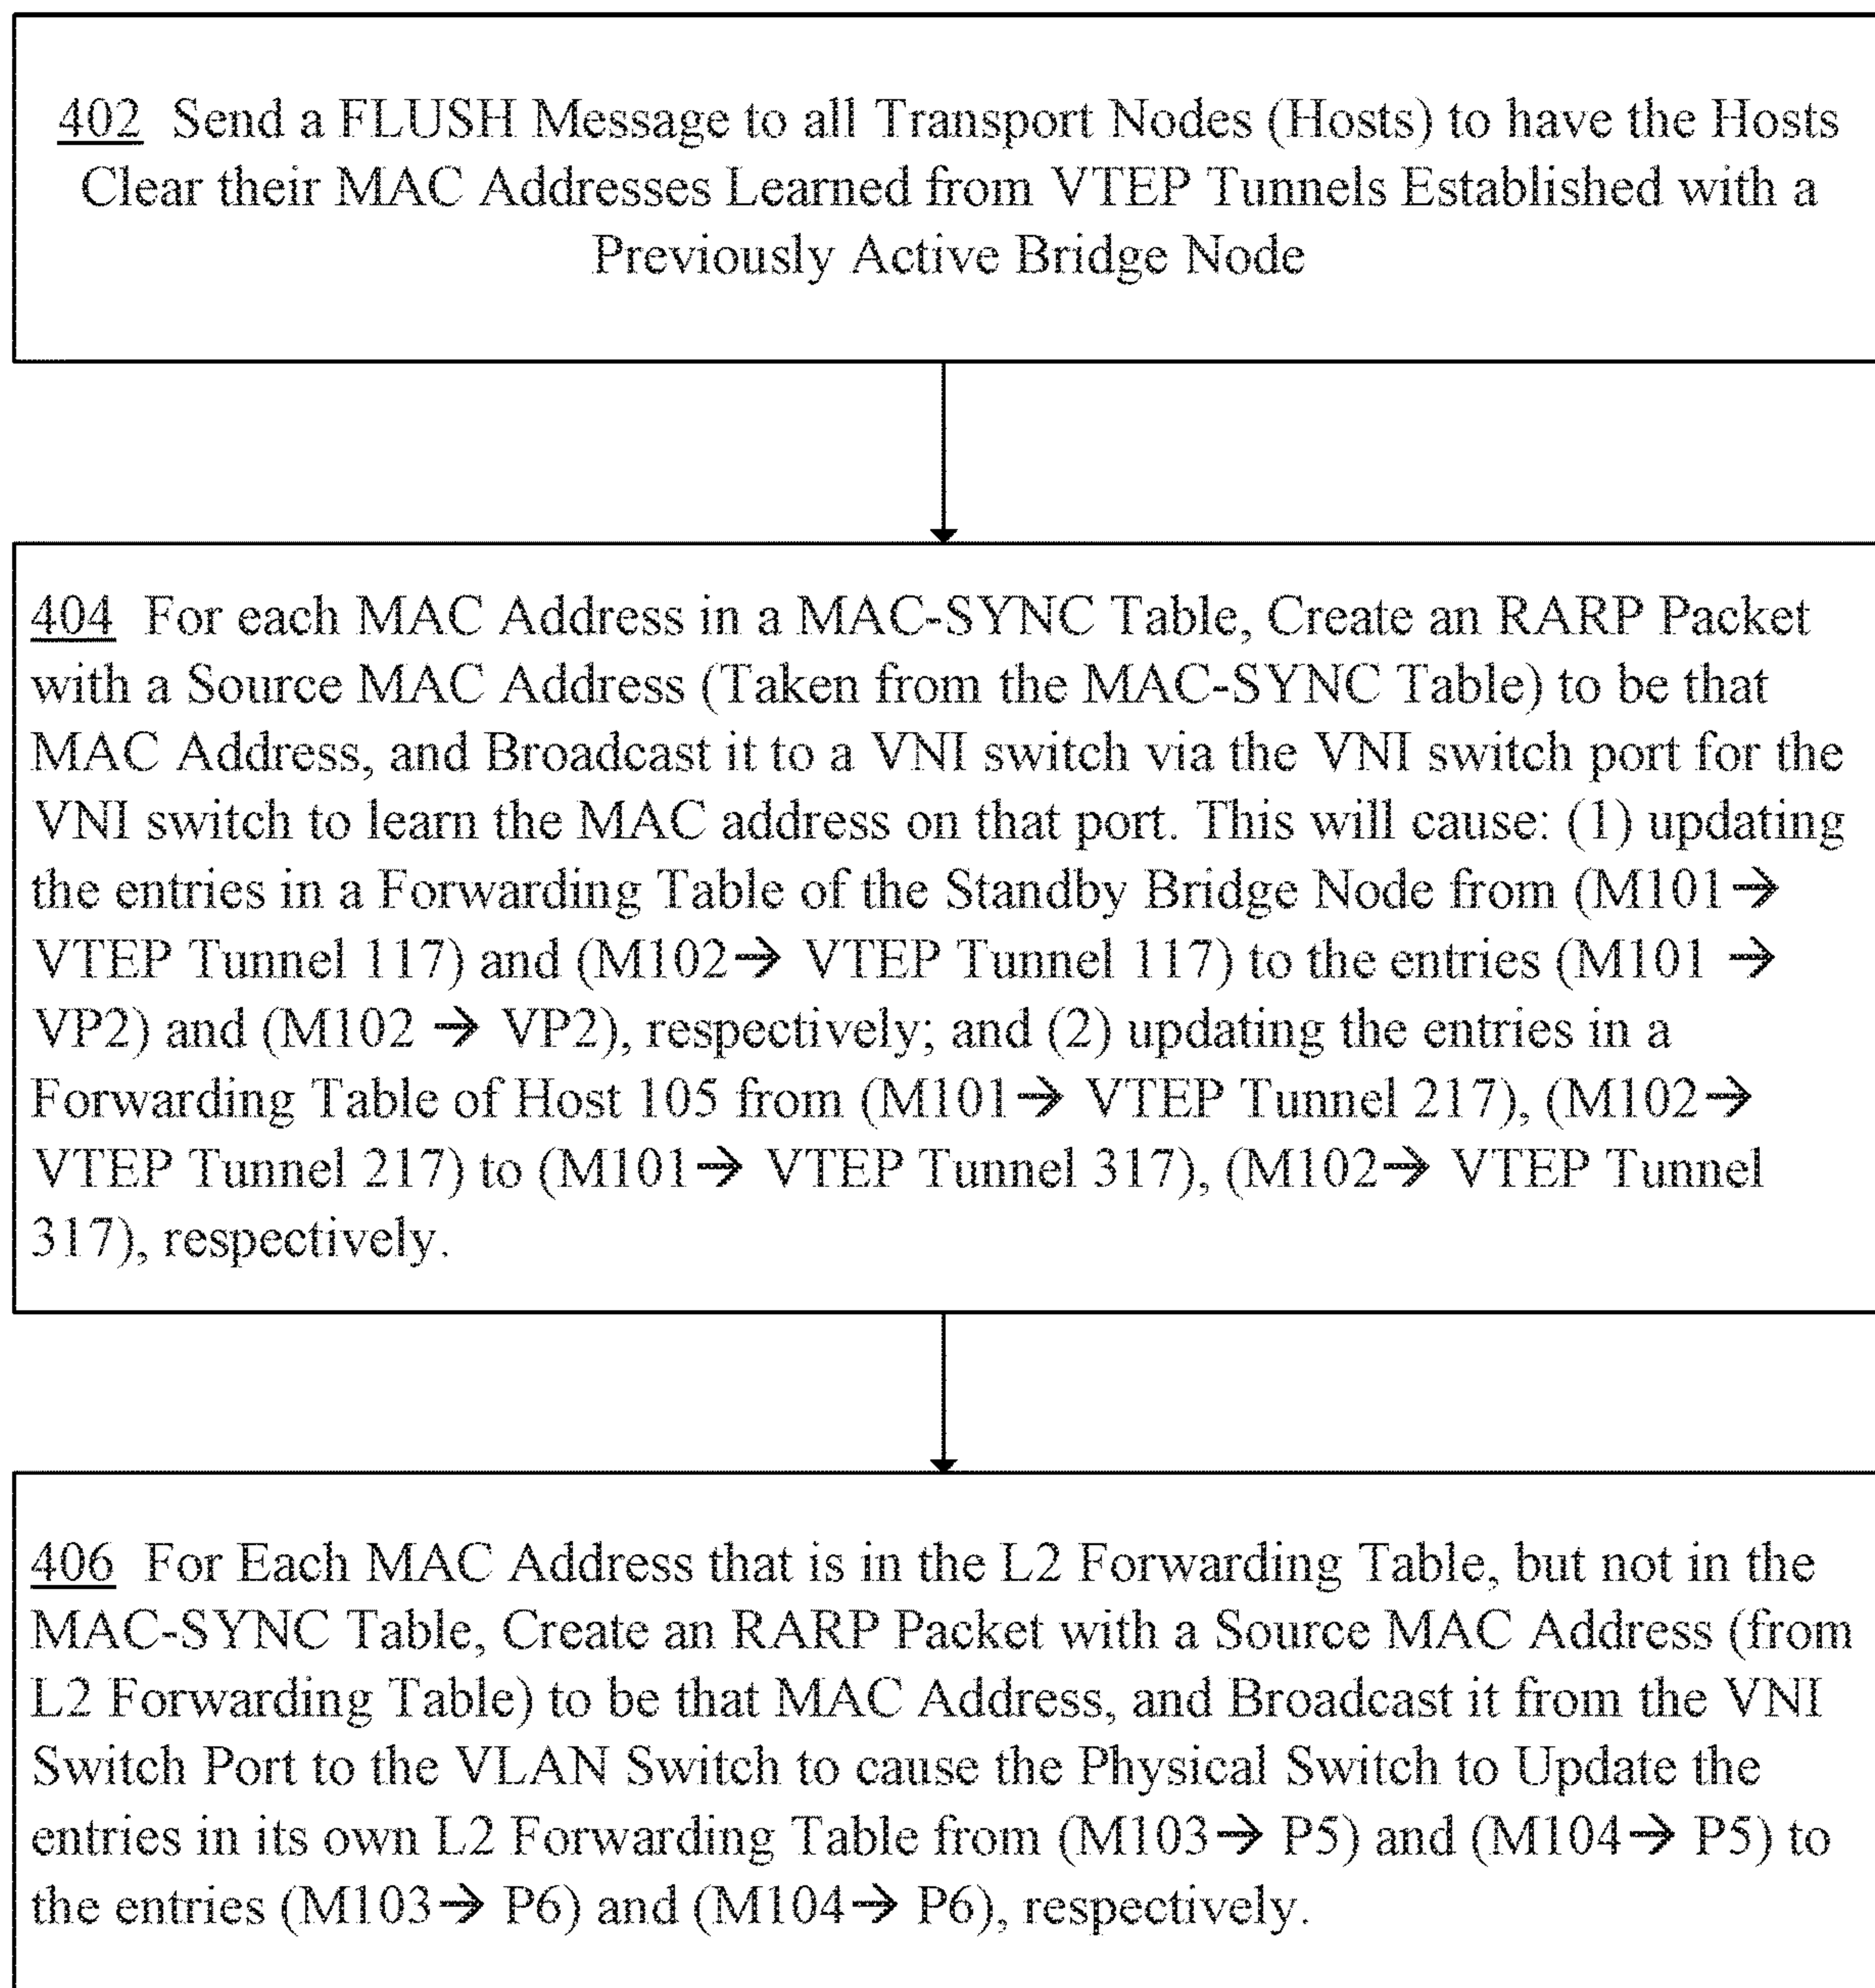 402 Send a FLUSH Message to all Transport Nodes (Hosts) to have the Hosts
Clear their MAC Addresses Learned from VTEP Tunnels Established with a
Previously Active Bridge Node
404 For each MAC Address in a MAC-SYNC Table, Create an RARP Packet
with a Source MAC Address (Taken from the MAC-SYNC Table) to be that
MAC Address, and Broadcast it to a VNI switch via the VNI switch port for the
VNI switch to learn the MAC address on that port. This will cause: (1) updating
the entries in a Forwarding Table of the Standby Bridge Node from (M101→
VTEP Tunnel 117) and (M102→ VTEP Tunnel 117) to the entries (M101 →
VP2) and (M102 → VP2), respectively; and (2) updating the entries in a
Forwarding Table of Host 105 from (M101→ VTEP Tunnel 217), (M102→
VTEP Tunnel 217) to (M101→ VTEP Tunnel 317), (M102→ VTEP Tunnel
317), respectively.
406 For Each MAC Address that is in the L2 Forwarding Table, but not in the
MAC-SYNC Table, Create an RARP Packet with a Source MAC Address (from
L2 Forwarding Table) to be that MAC Address, and Broadcast it from the VNI
Switch Port to the VLAN Switch to cause the Physical Switch to Update the
entries in its own L2 Forwarding Table from (M103→ P5) and (M104→ P5) to
the entries (M103→ P6) and (M104→ P6), respectively.